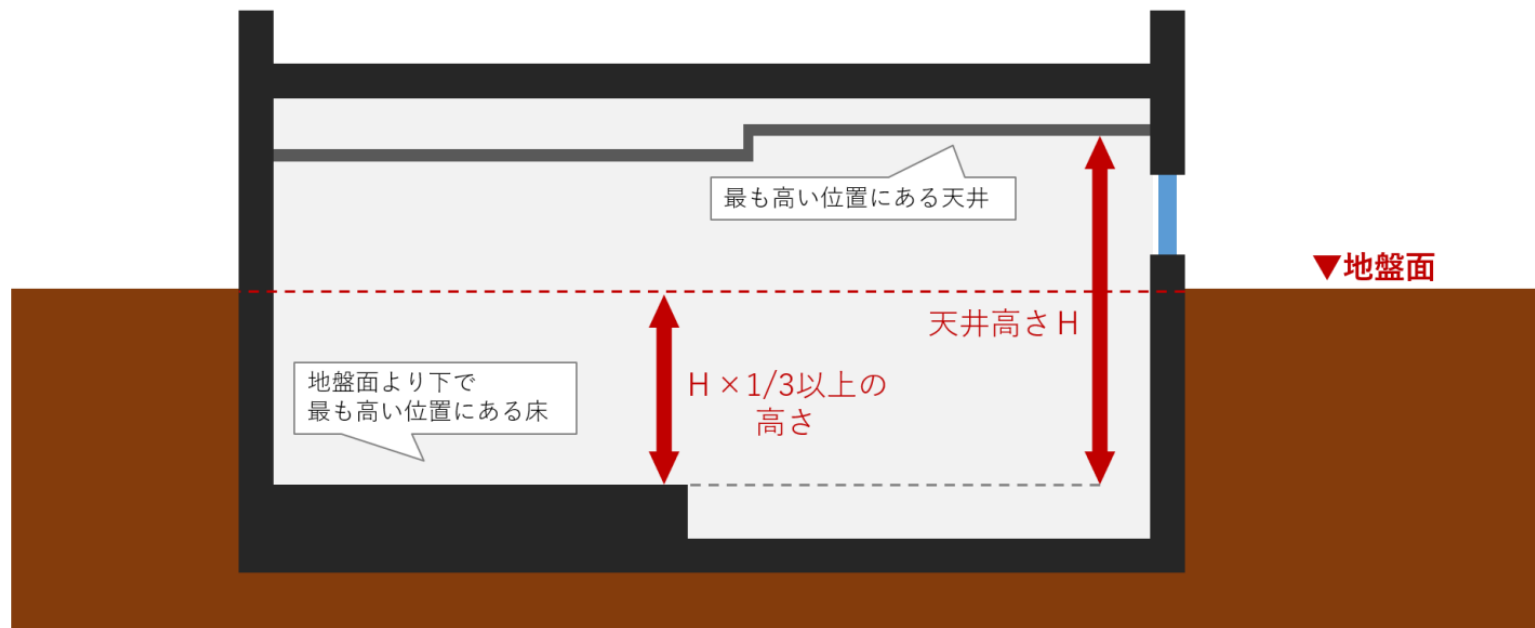 最も高い位置にある天井
▼地盤面
天井高さH
地盤面より下で
最も高い位置にある床
H×1/3以上の
高さ